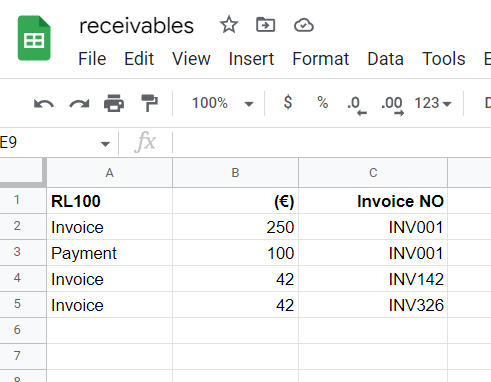 receivables
File Edit View Insert Format Data Tools E
100% $ % .0 .00 123
E9 fx
A B C
1 RL100 (€) Invoice NO
2 Invoice 250 INV001
3 Payment 100 INV001
4 Invoice 42 INV142
5 Invoice 42 INV326
6
7